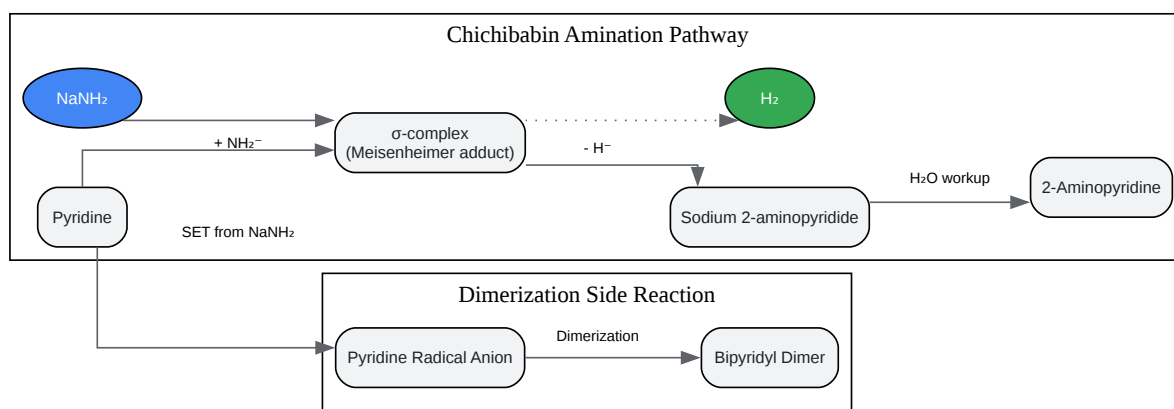 Chichibabin Amination Pathway
NaNH₂
H₂
σ-complex
(Meisenheimer adduct)
+ NH₂⁻
- H⁻
H₂O workup
2-Aminopyridine
Pyridine
Sodium 2-aminopyridide
SET from NaNH₂
Dimerization Side Reaction
Pyridine Radical Anion
Dimerization
Bipyridyl Dimer